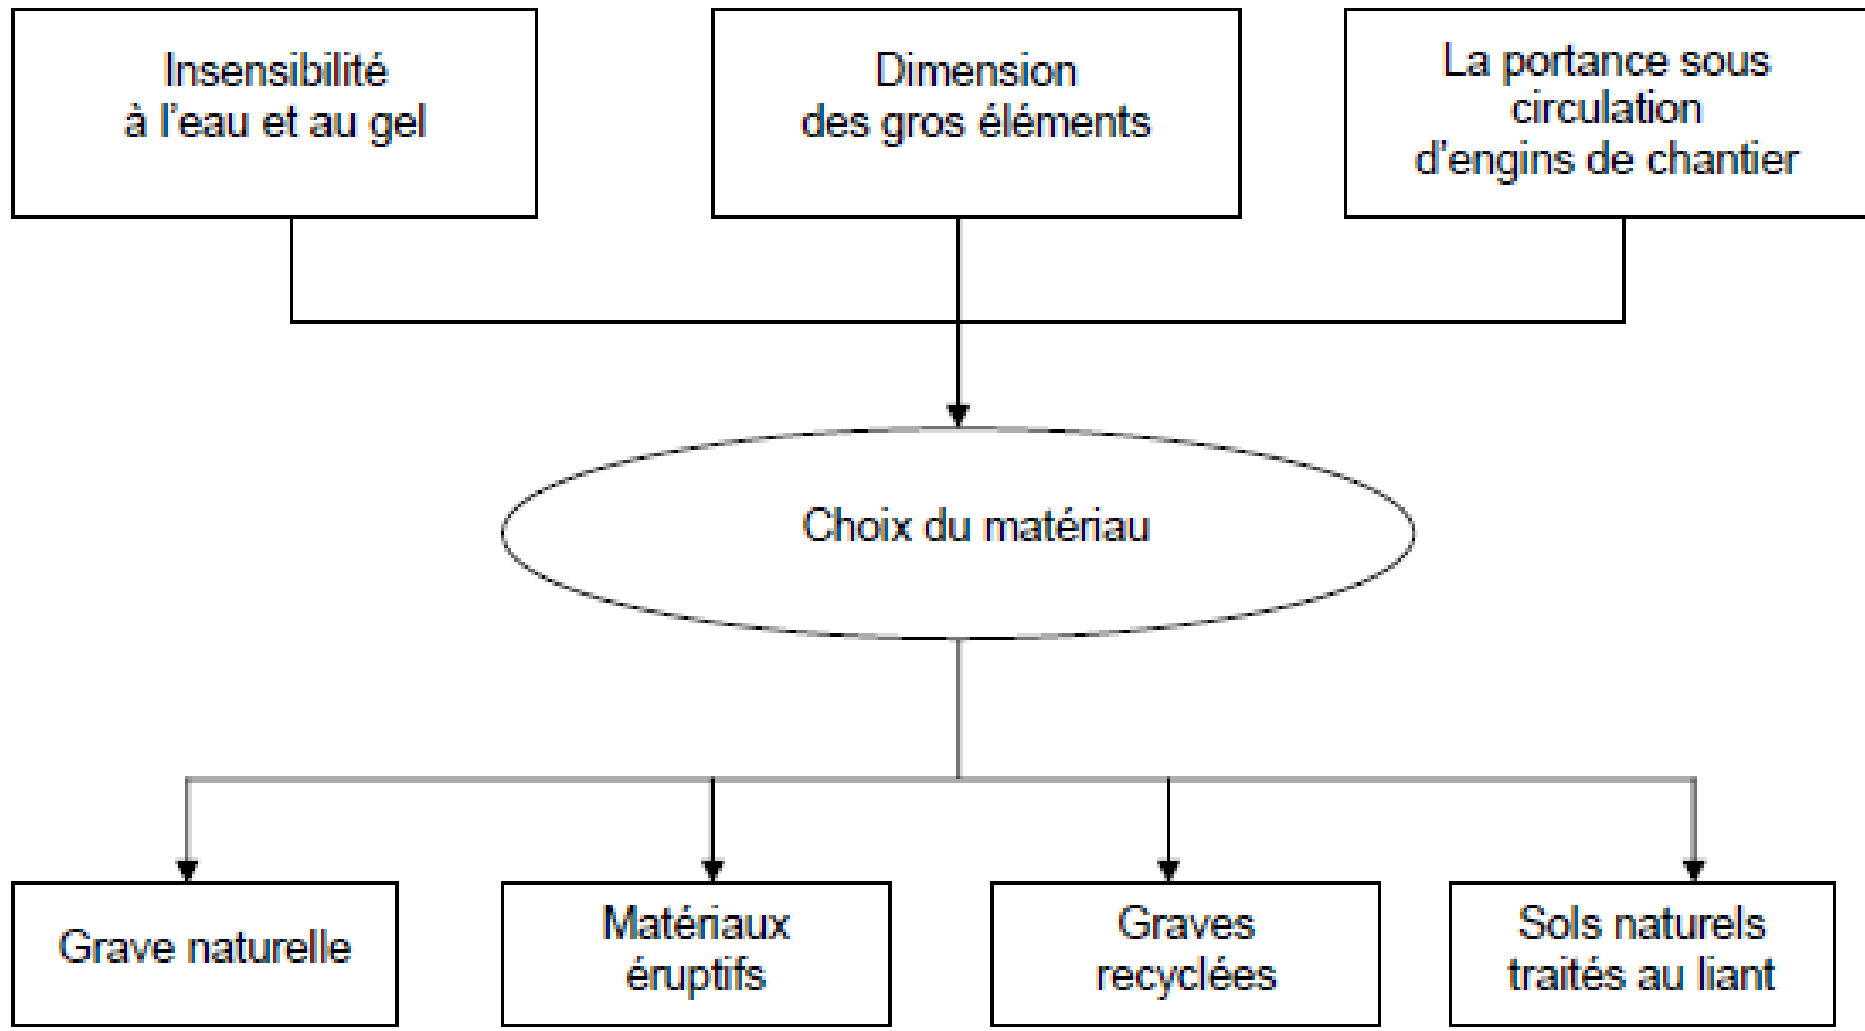 Insensibilité
à l'eau et au gel
Dimension
des gros éléments
La portance sous
circulation
d'engins de chantier
Choix du matériau
Grave naturelle
Matériaux
éruptifs
Graves
recyclées
Sols naturels
traités au liant